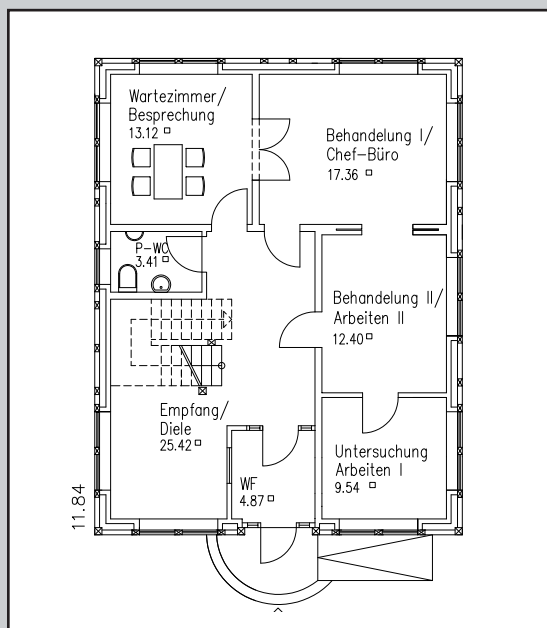 Wartezimmer/
Besprechung
13.12
Behandelung I/
Chef-Büro
17.36
P-WC
3.41
Behandelung II/
Arbeiten II
12.40
Empfang/
Diele
25.42
Untersuchung
Arbeiten I
9.54
WF
4.87
11.84